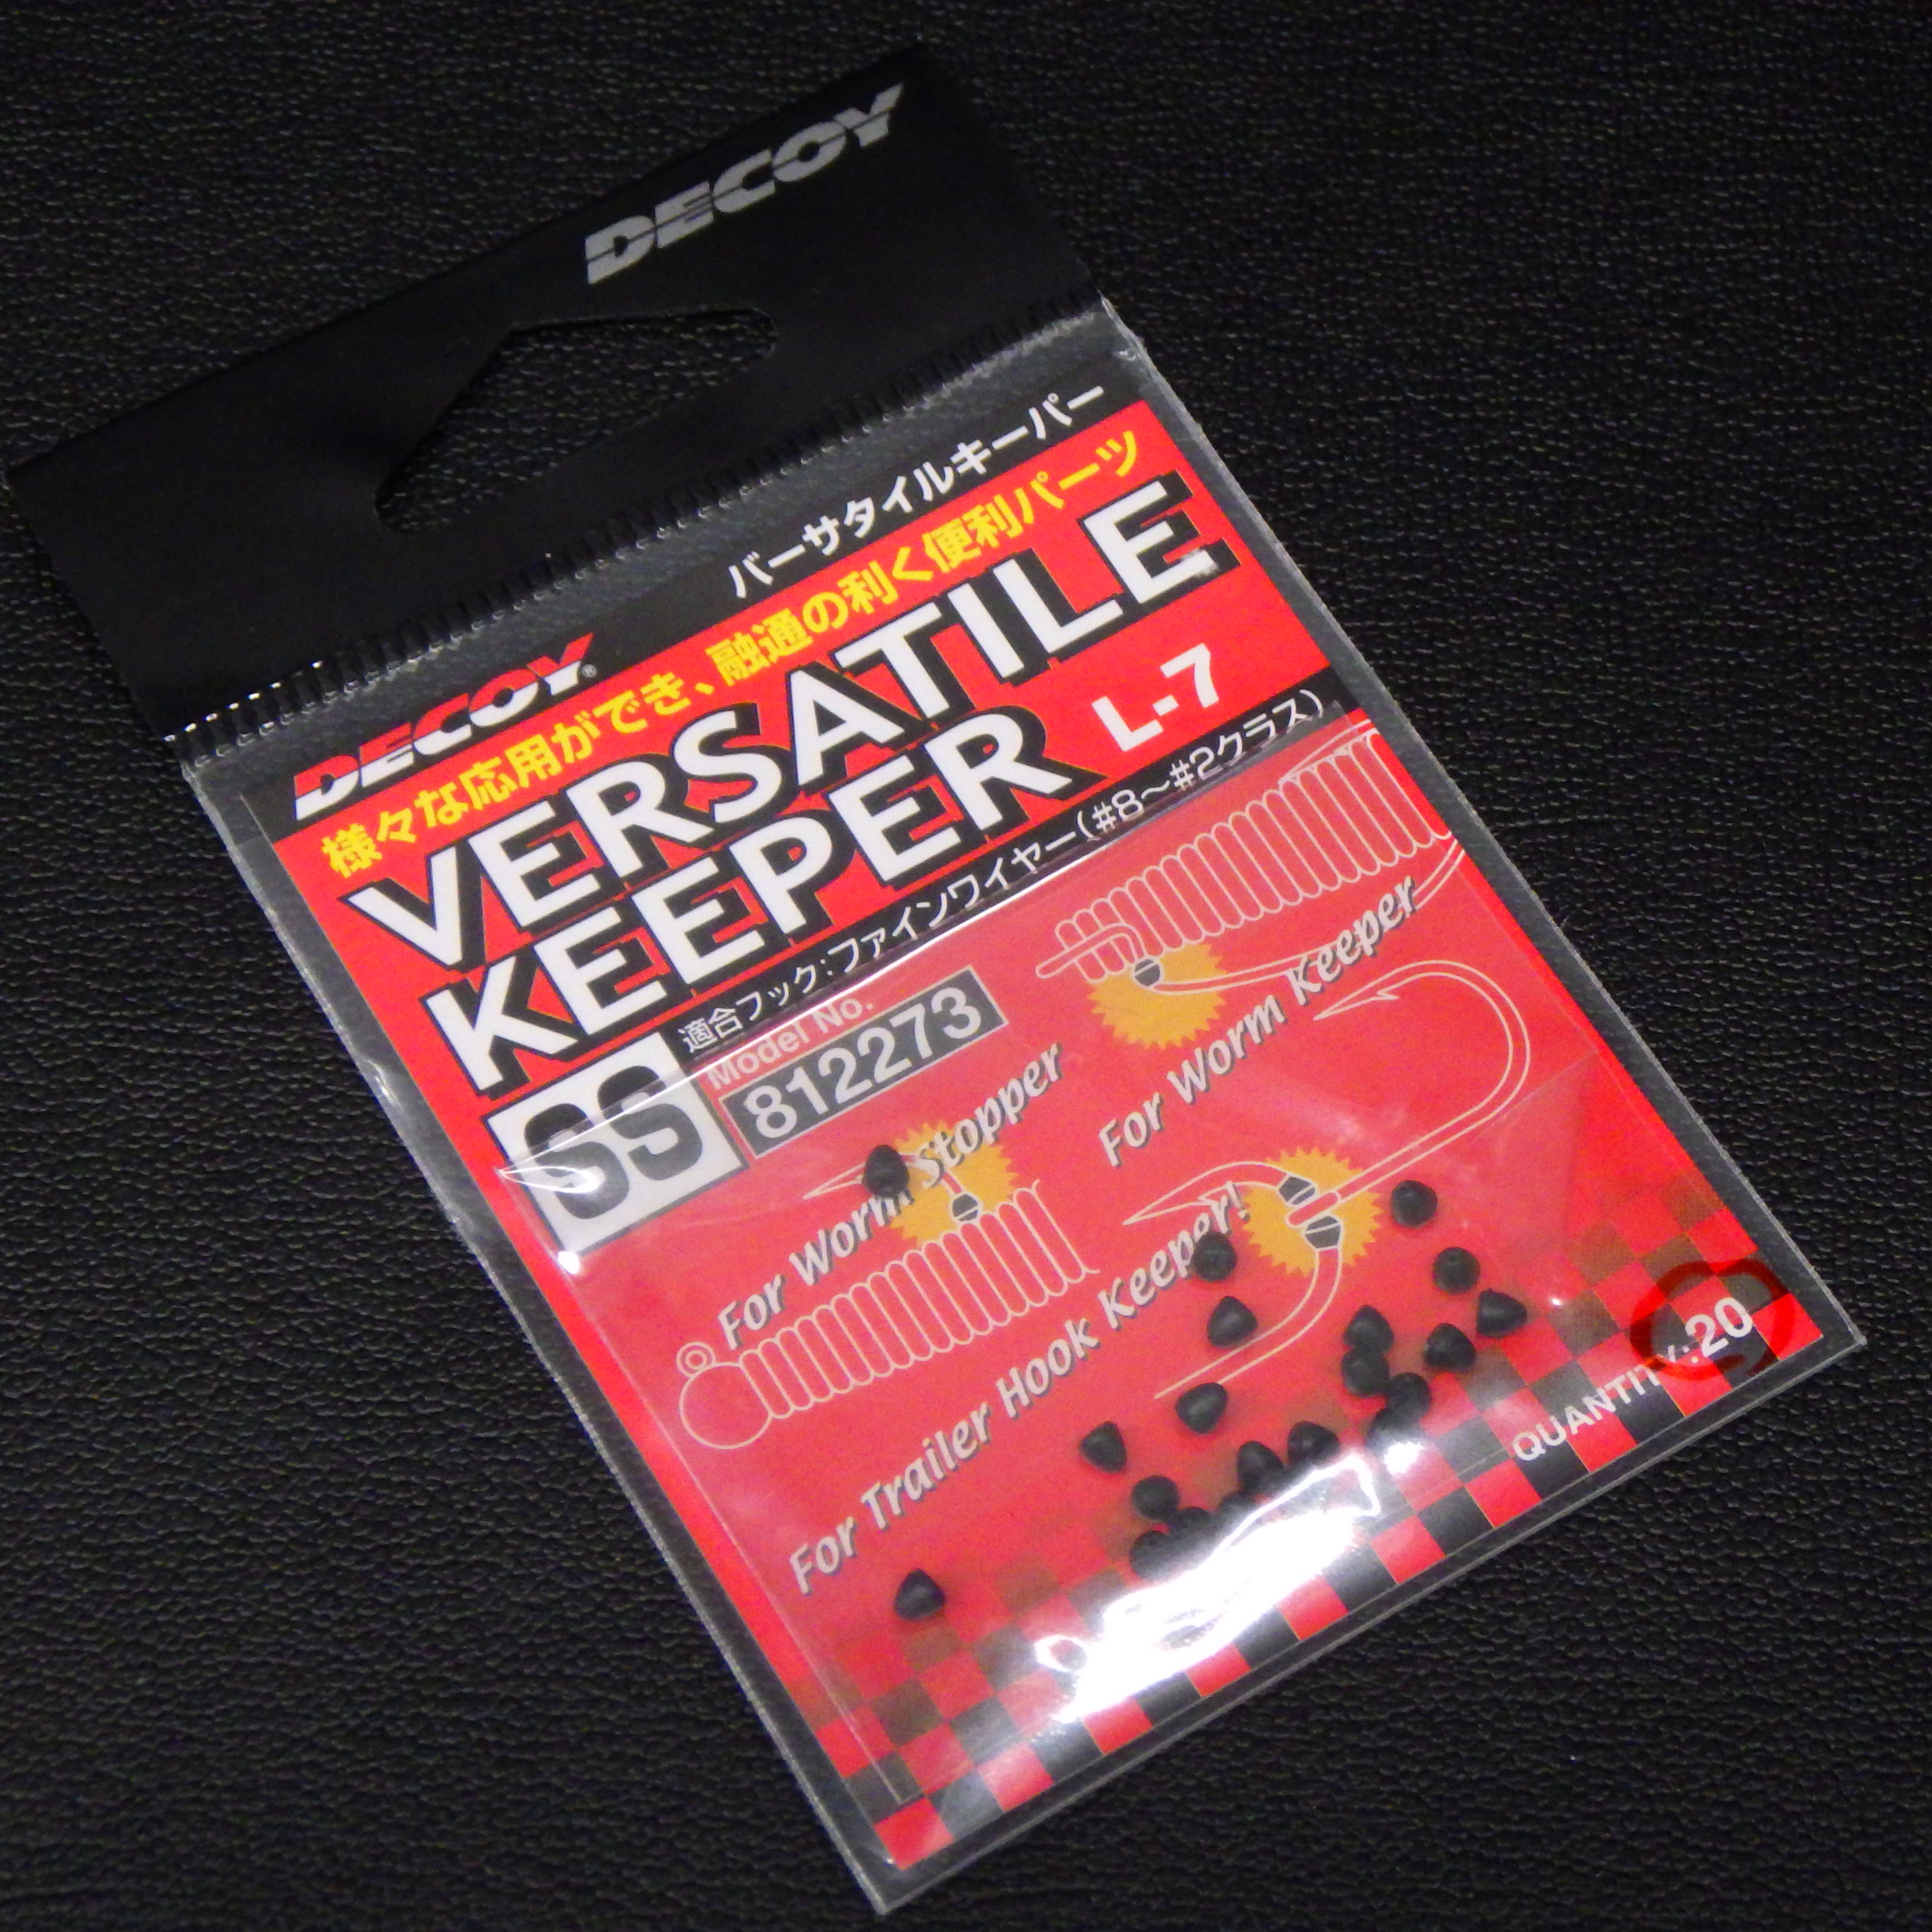 DECOY
バーサタイルキーパー
DECOY®
様々な応用ができ、融通の利く便利パーツ
VERSATILE
KEEPER L-7
適合フック:ファインワイヤー(#8〜#2クラス)
SS
Model No.
812273
For Worm Keeper
For Worm Stopper
For Trailer Hook Keeper!
QUANTITY:20